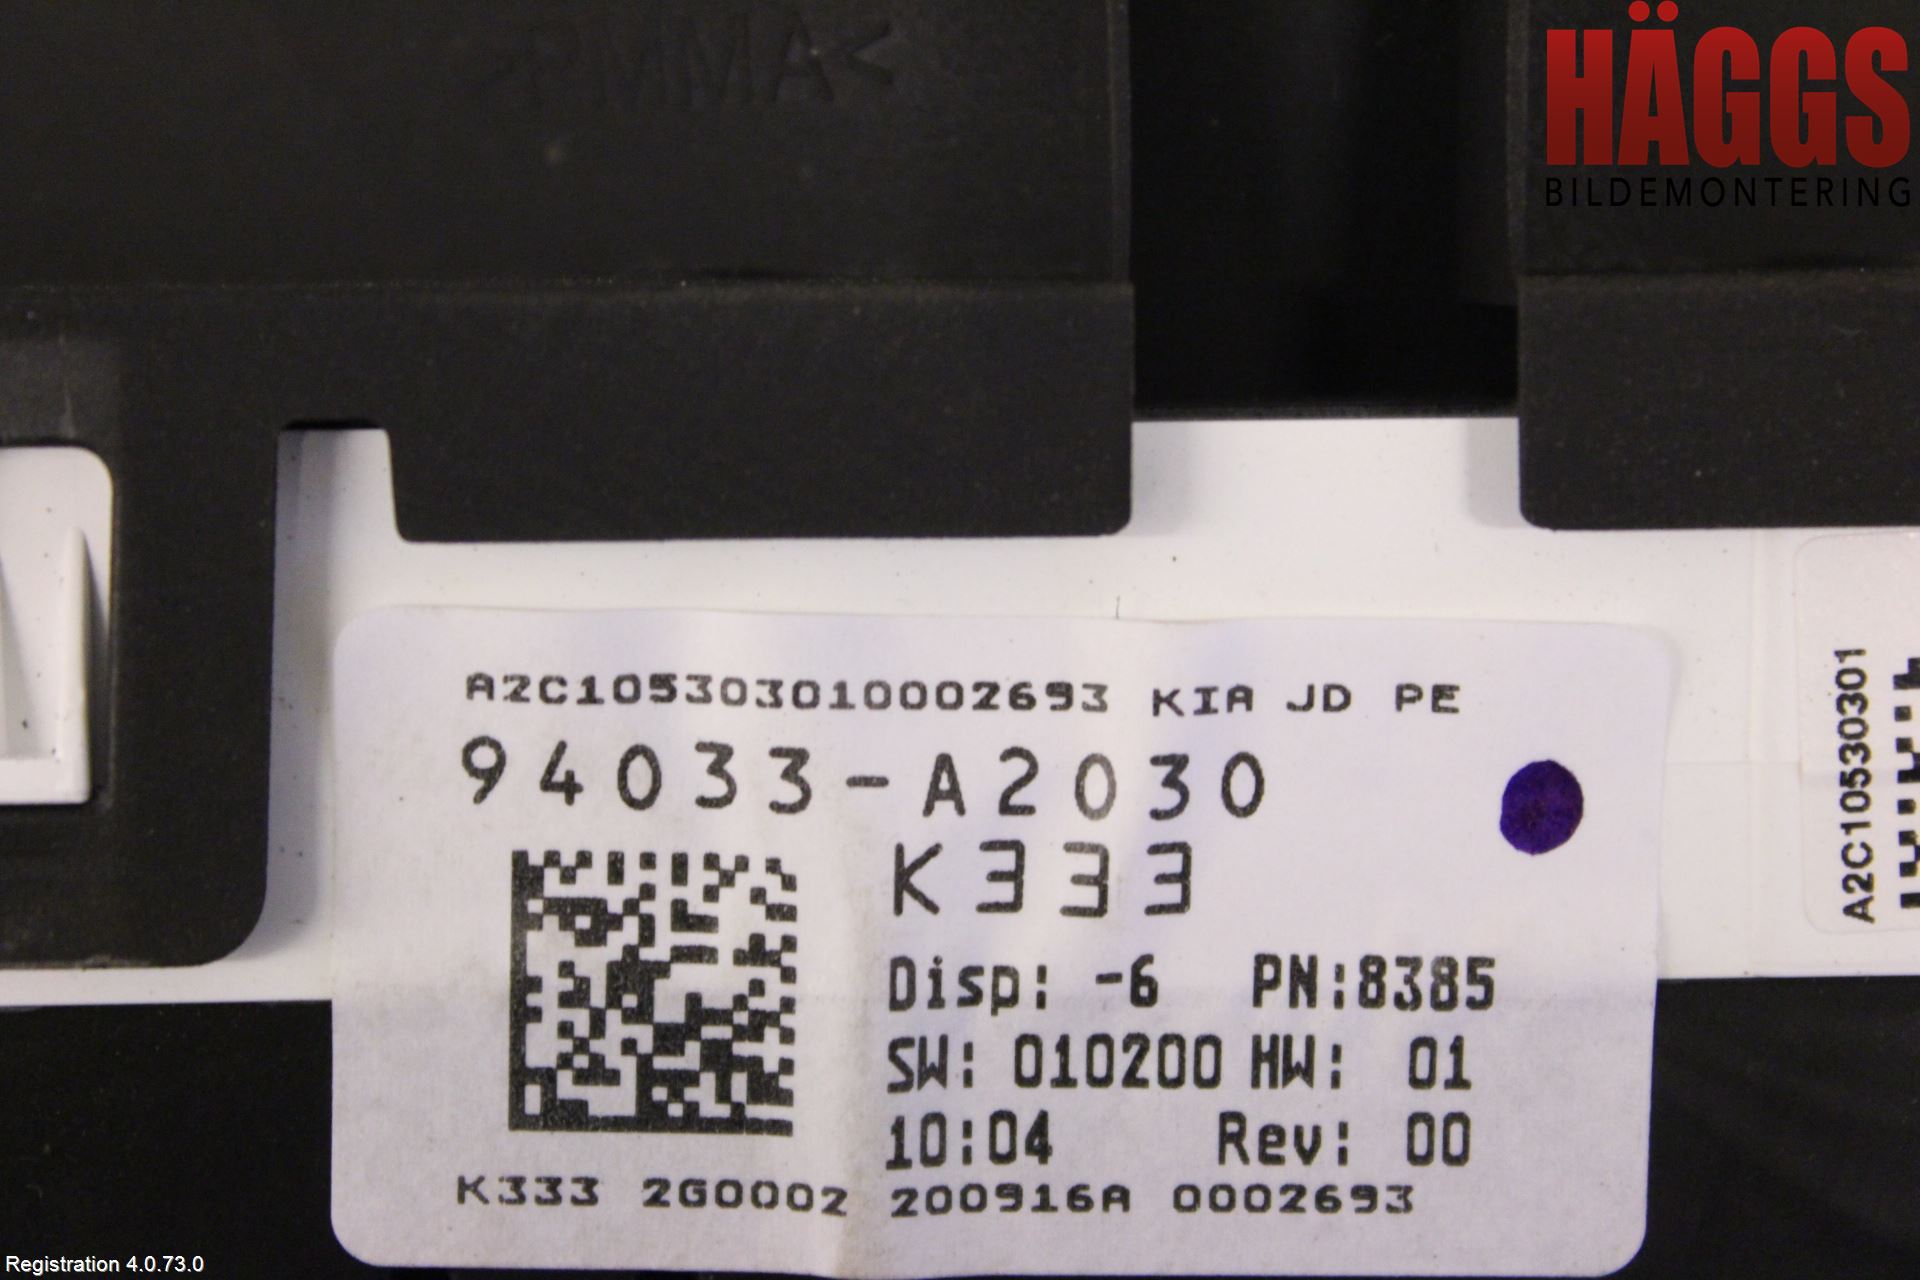 >PMMA<
HÄGGS
BILDEMONTERING
A2C105303010002693 KIA JD PE
94033-A2030
K333
Disp: -6 PN:8385
SW: 010200 HW: 01
10:04 Rev: 00
K333 2G0002 200916A 0002693
A2C10530301
Registration 4.0.73.0